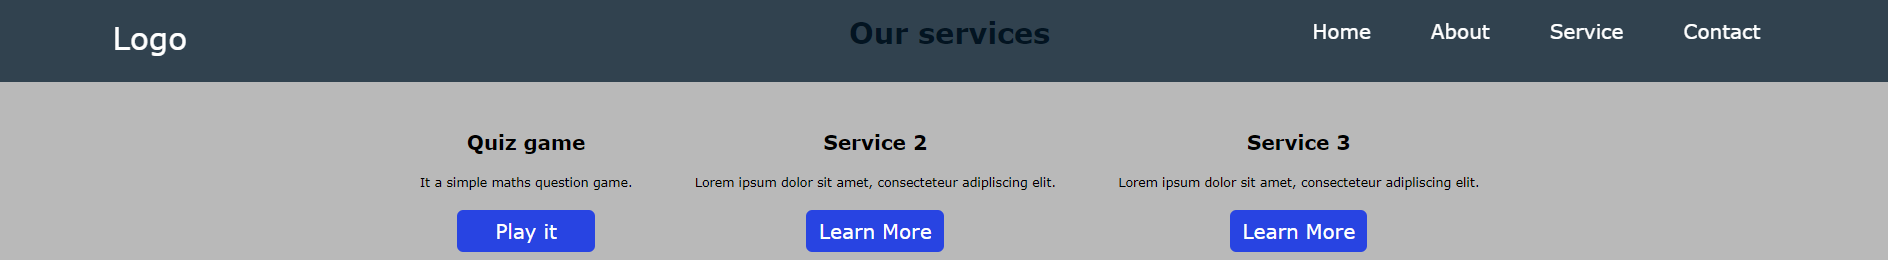 Logo
Our services
Home About Service Contact
Quiz game
It a simple maths question game.
Play it
Service 2
Lorem ipsum dolor sit amet, consecteteur adipliscing elit.
Learn More
Service 3
Lorem ipsum dolor sit amet, consecteteur adipliscing elit.
Learn More